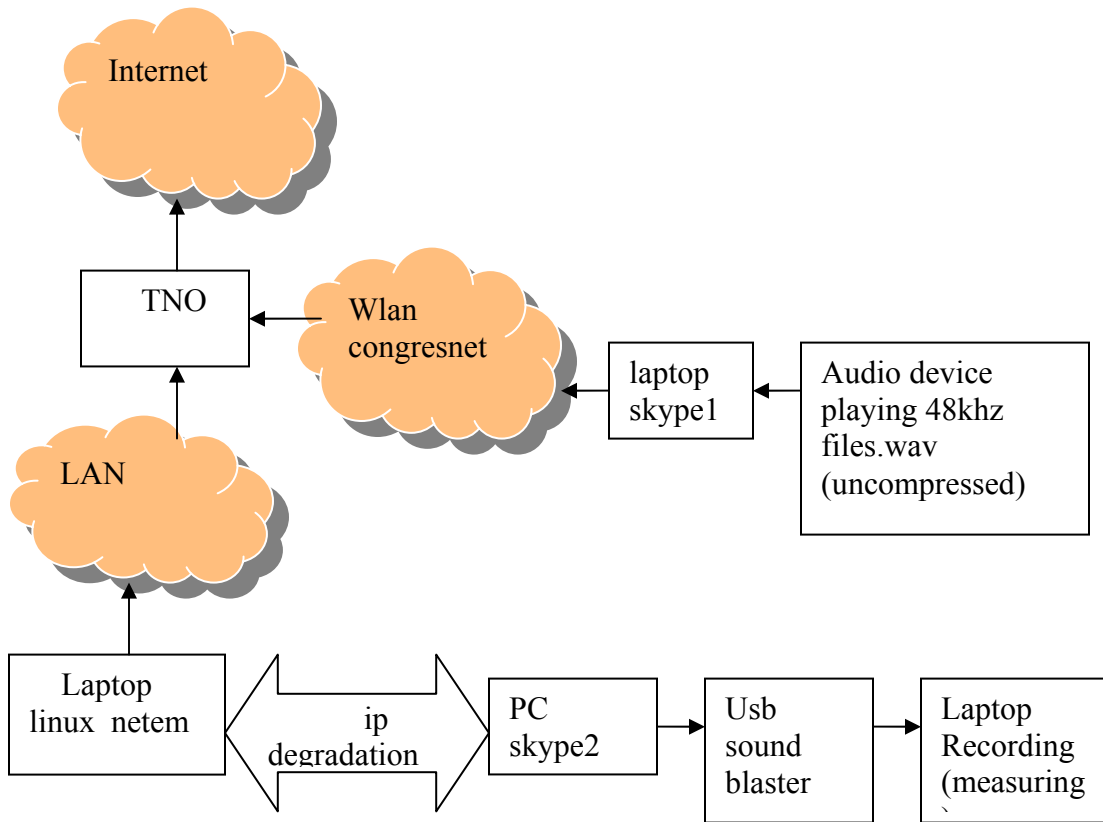 Internet
TNO
Wlan
congresnet
laptop
skype1
Audio device
playing 48khz
files.wav
(uncompressed)
LAN
Laptop
linux netem
ip
degradation
PC
skype2
Usb
sound
blaster
Laptop
Recording
(measuring
)